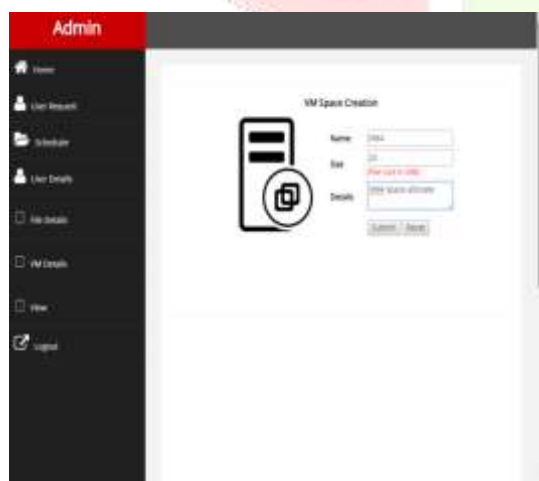 Admin
Home
User Request
Scheduler
User Details
File Details
VM Details
View
Logout
VM Space Creation
Name
Size
Details
Submit Reset